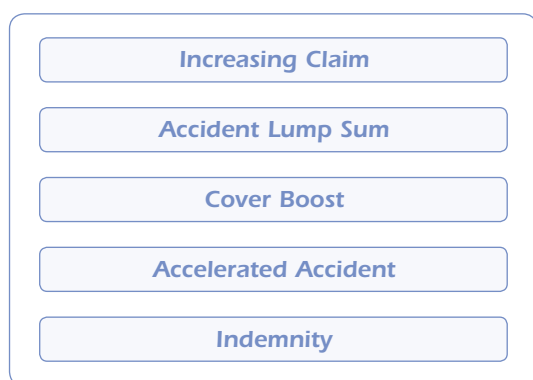 Increasing Claim
Accident Lump Sum
Cover Boost
Accelerated Accident
Indemnity